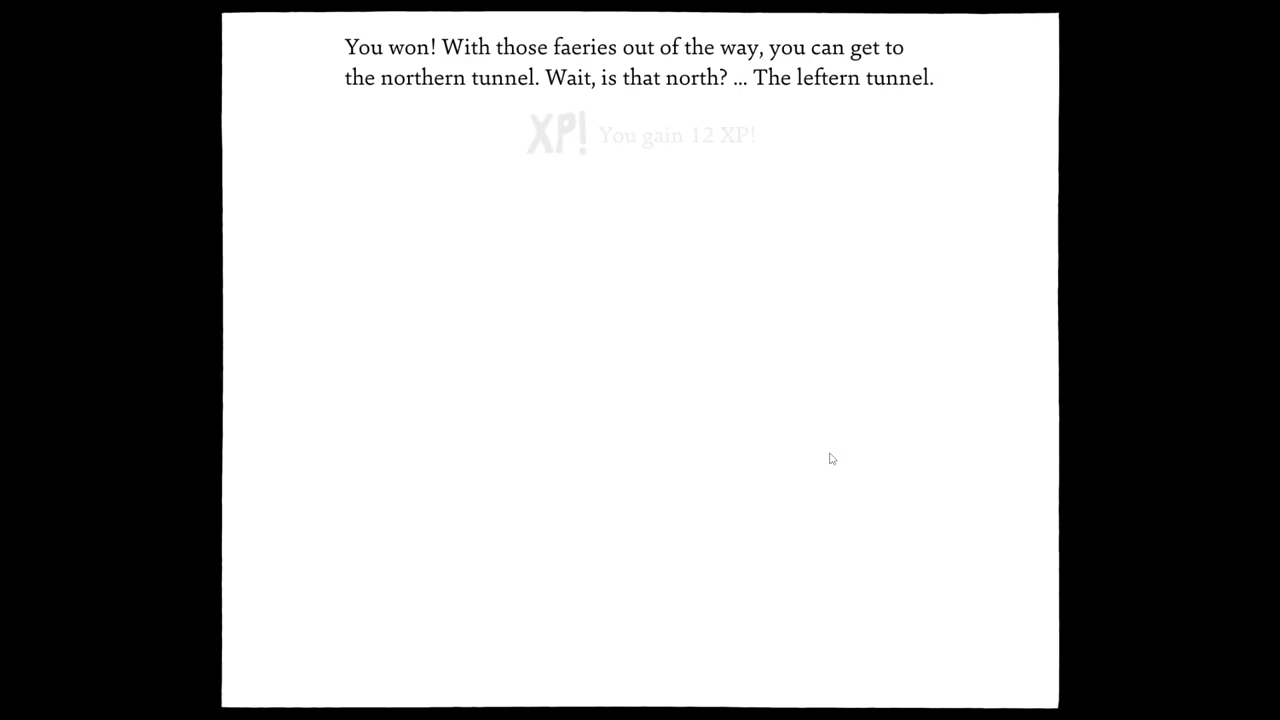 You won! With those faeries out of the way, you can get to
the northern tunnel. Wait, is that north? ... The leftern tunnel.
XP! You gain 12 XP!